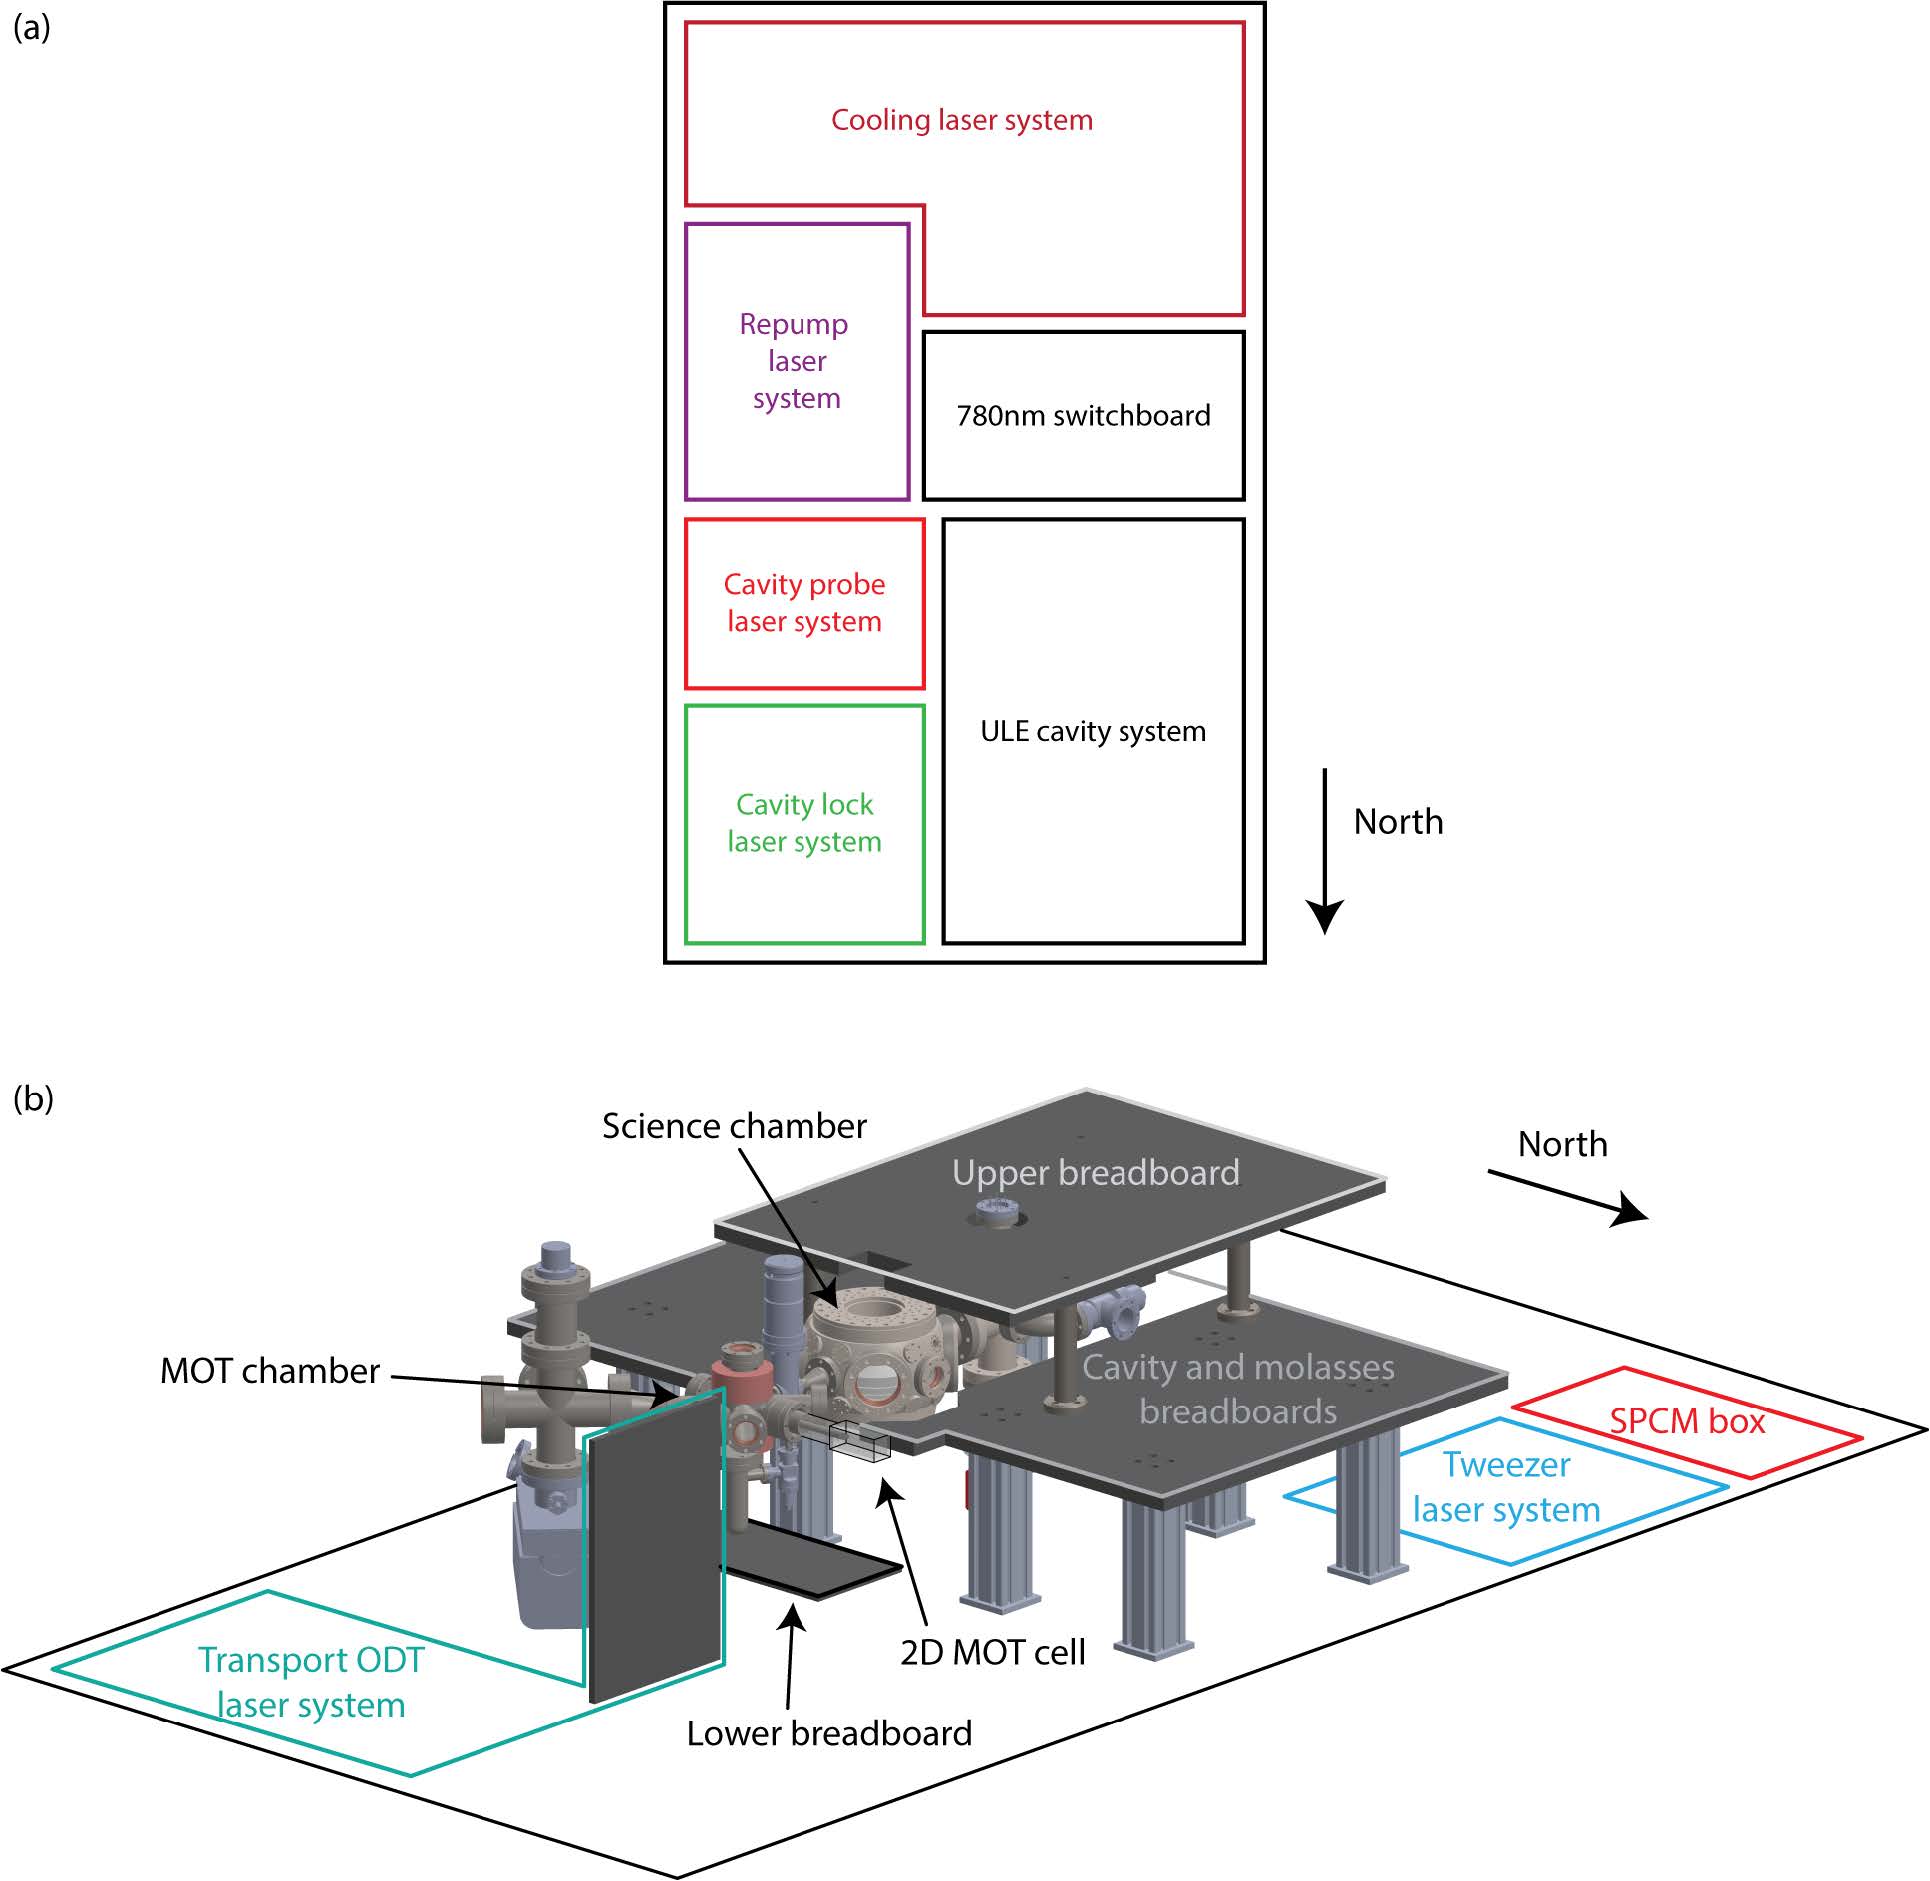 (a)
Cooling laser system
Repump
laser
system
780nm switchboard
Cavity probe
laser system
ULE cavity system
Cavity lock
laser system
North
(b)
Science chamber
Upper breadboard
North
MOT chamber
Cavity and molasses
breadboards
SPCM box
Tweezer
laser system
2D MOT cell
Transport ODT
laser system
Lower breadboard